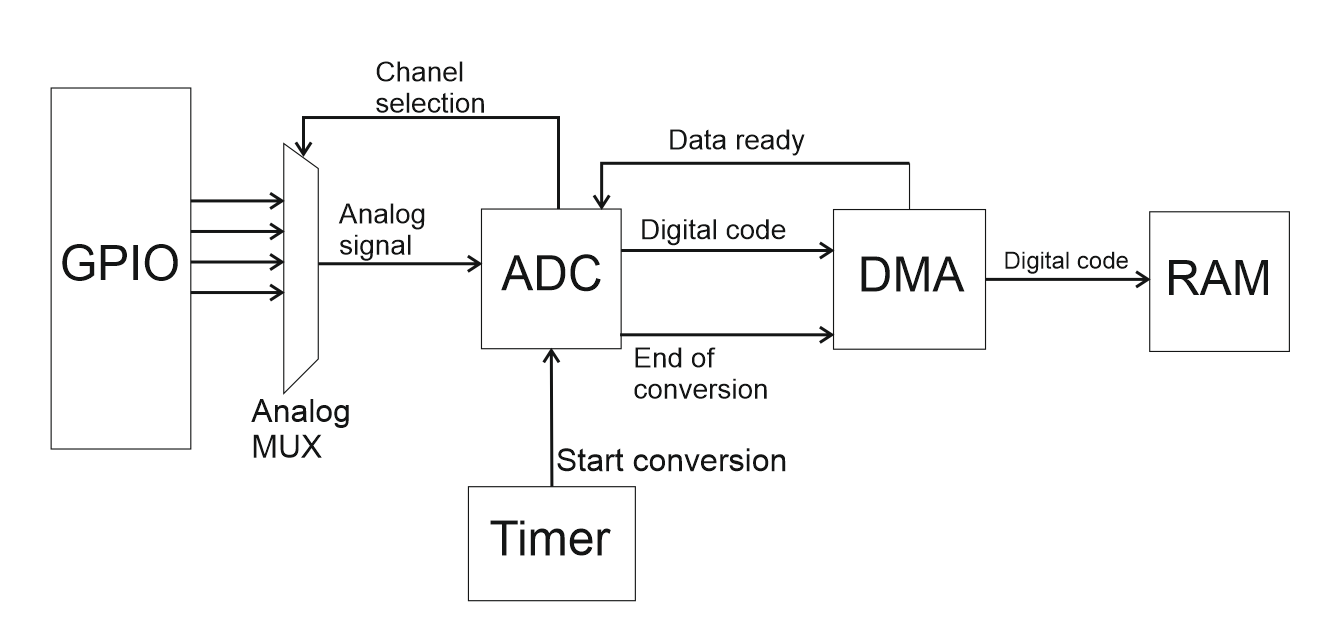 Chanel
selection
Data ready
GPIO
Analog
signal
ADC
Digital code
DMA
Digital code
RAM
End of
conversion
Analog
MUX
Start conversion
Timer